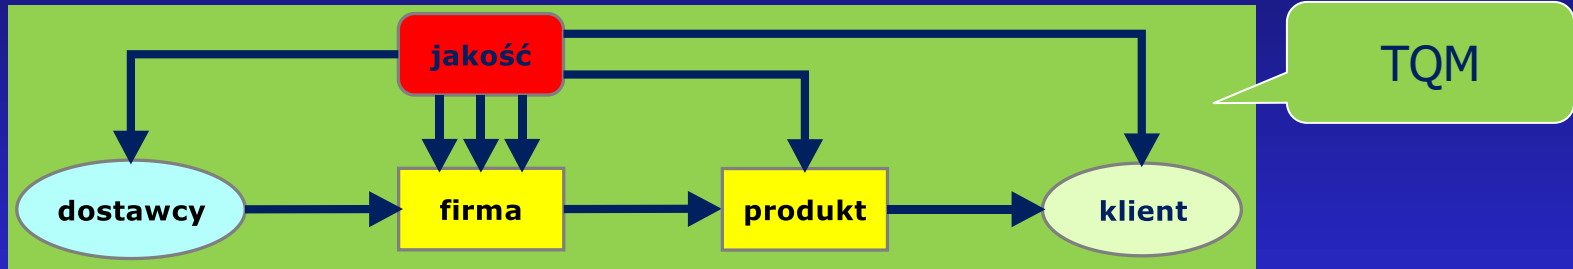 jakość
TQM
dostawcy
firma
produkt
klient